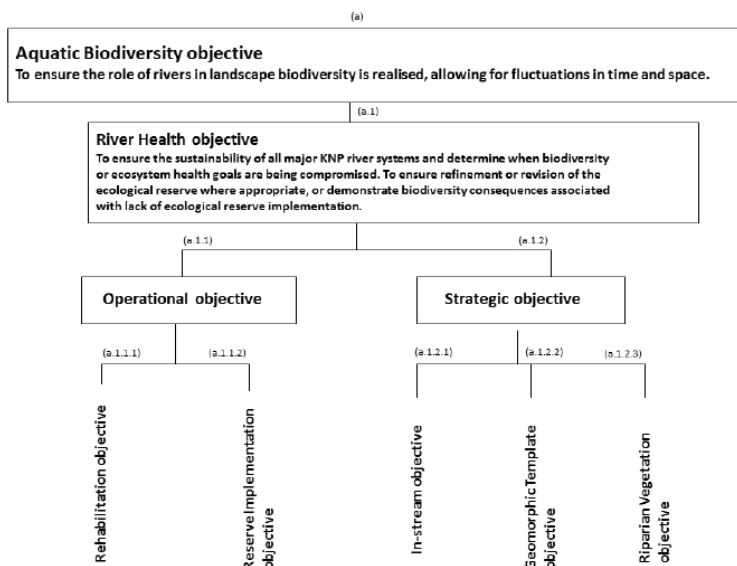 (a)
Aquatic Biodiversity objective
To ensure the role of rivers in landscape biodiversity is realised, allowing for fluctuations in time and space.
(a.1)
River Health objective
To ensure the sustainability of all major KNP river systems and determine when biodiversity
or ecosystem health goals are being compromised. To ensure refinement or revision of the
ecological reserve where appropriate, or demonstrate biodiversity consequences associated
with lack of ecological reserve implementation.
(a.1.1)
(a.1.2)
Operational objective
Strategic objective
(a.1.1.1)
(a.1.1.2)
(a.1.2.1)
(a.1.2.2)
(a.1.2.3)
Rehabilitation objective
Reserve Implementation
objective
In-stream objective
Geomorphic Template
objective
Riparian Vegetation
objective